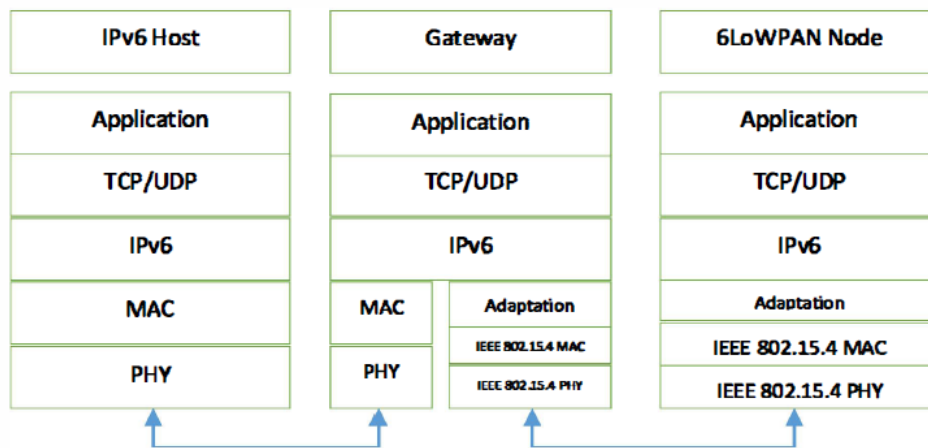 IPv6 Host
Gateway
6LoWPAN Node
Application
TCP/UDP
IPv6
MAC
PHY
Application
TCP/UDP
IPv6
MAC
PHY
Adaptation
IEEE 802.15.4 MAC
IEEE 802.15.4 PHY
Application
TCP/UDP
IPv6
Adaptation
IEEE 802.15.4 MAC
IEEE 802.15.4 PHY